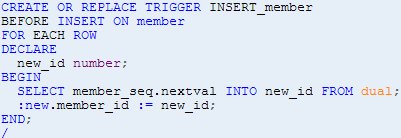 CREATE OR REPLACE TRIGGER INSERT_member
BEFORE INSERT ON member
FOR EACH ROW
DECLARE
  new_id number;
BEGIN
  SELECT member_seq.nextval INTO new_id FROM dual;
  :new.member_id := new_id;
END;
/